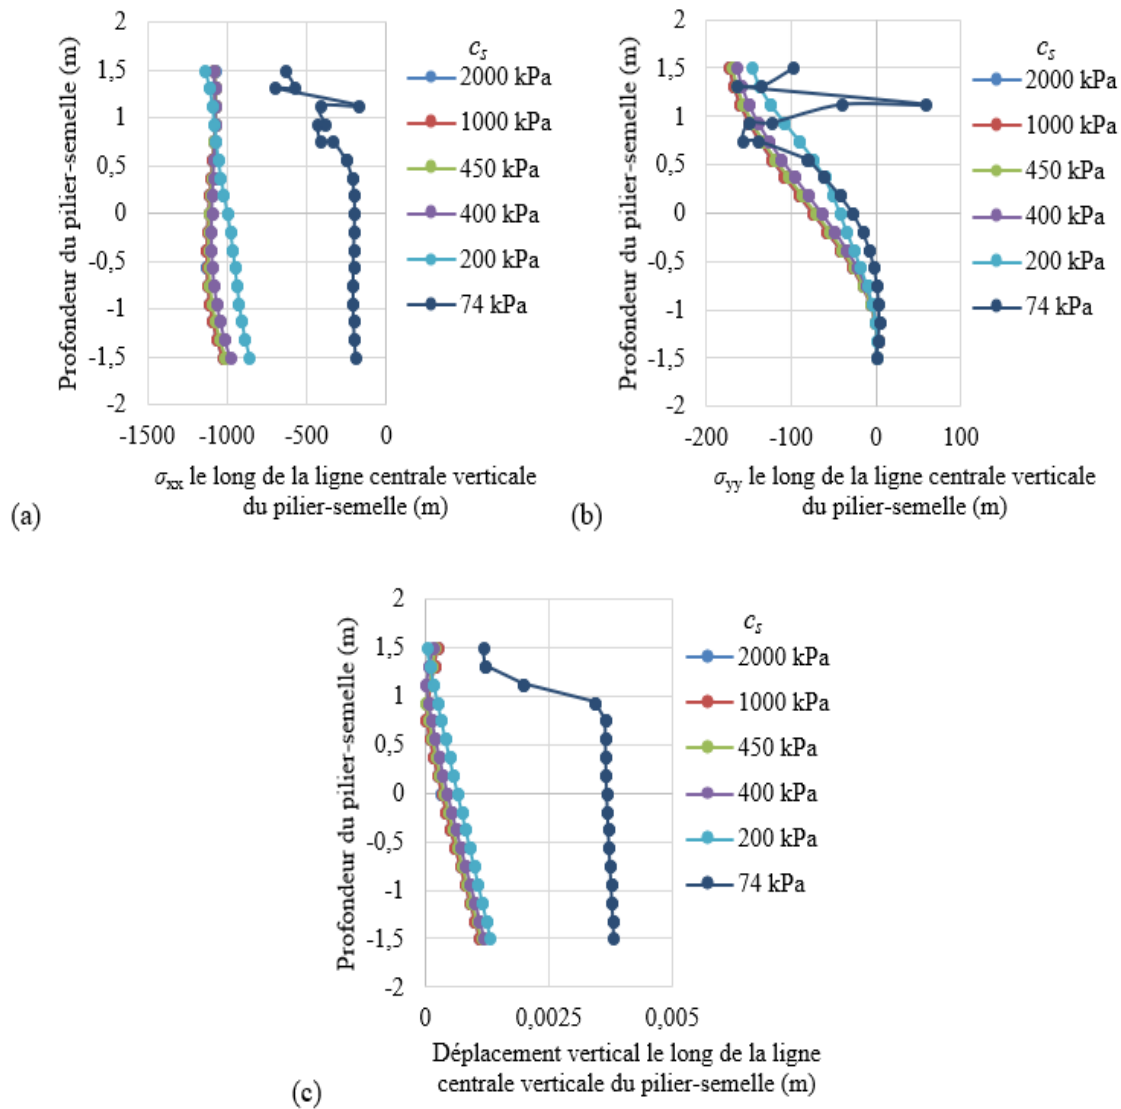 2
1,5
1
0,5
0
-0,5
-1
-1,5
-2
-1500 -1000 -500 0
Profondeur du pilier-semelle (m)
σxx le long de la ligne centrale verticale
du pilier-semelle (m)
cs
2000 kPa
1000 kPa
450 kPa
400 kPa
200 kPa
74 kPa
(a)
2
1.5
1
0.5
0
-0.5
-1
-1.5
-2
-200 -100 0 100
Profondeur du pilier-semelle (m)
σyy le long de la ligne centrale verticale
du pilier-semelle (m)
cs
2000 kPa
1000 kPa
450 kPa
400 kPa
200 kPa
74 kPa
(b)
2
1.5
1
0,5
0
-0,5
-1
-1.5
-2
0 0,0025 0,005
Profondeur du pilier-semelle (m)
Déplacement vertical le long de la ligne
centrale verticale du pilier-semelle (m)
cs
2000 kPa
1000 kPa
450 kPa
400 kPa
200 kPa
74 kPa
(c)